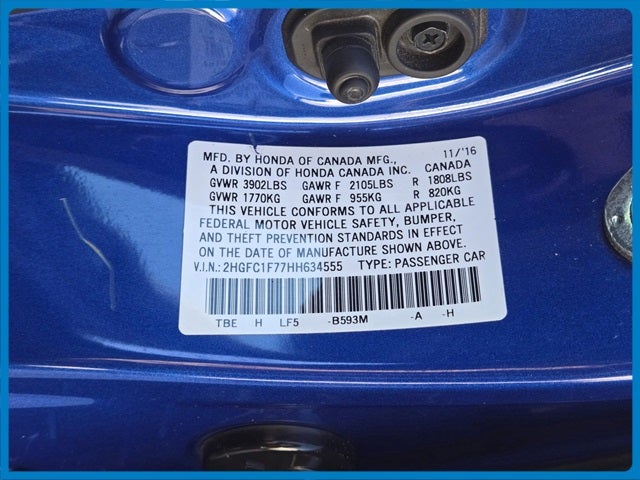 MFD. BY HONDA OF CANADA MFG., 11/'16
A DIVISION OF HONDA CANADA INC. CANADA
GVWR 3902LBS GAWR F 2105LBS R 1808LBS
GVWR 1770KG GAWR F 955KG R 820KG
THIS VEHICLE CONFORMS TO ALL APPLICABLE
FEDERAL MOTOR VEHICLE SAFETY, BUMPER,
AND THEFT PREVENTION STANDARDS IN EFFECT
ON THE DATE OF MANUFACTURE SHOWN ABOVE.
V.I.N.: 2HGFC1F77HH634555 TYPE: PASSENGER CAR
TBE H LF5 -B593M -A -H